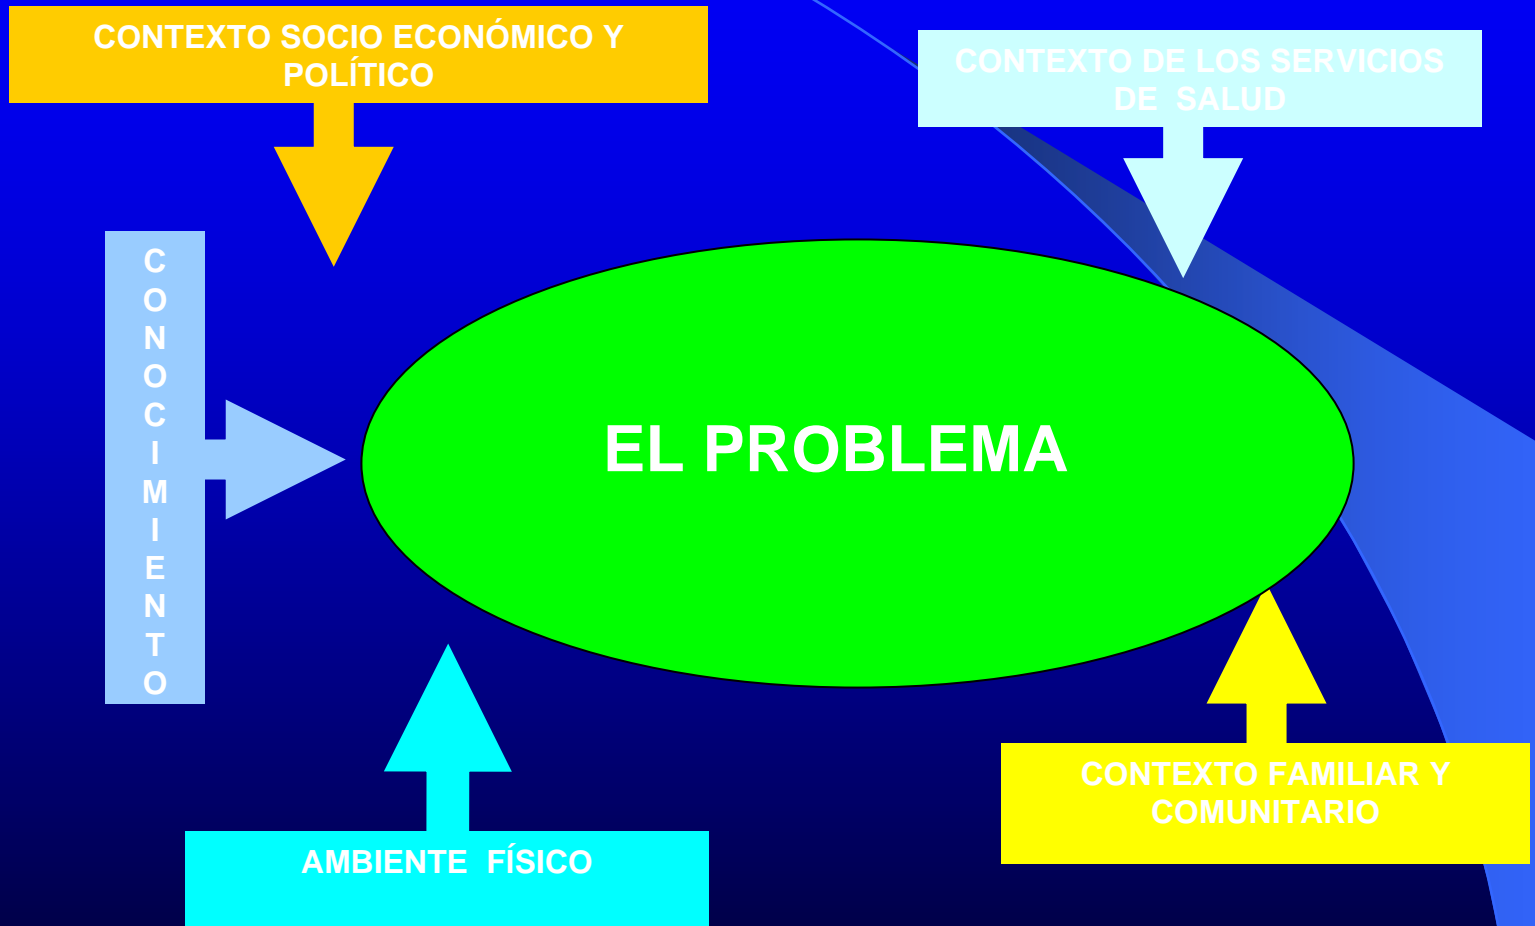 CONTEXTO SOCIO ECONÓMICO Y
POLÍTICO
CONTEXTO DE LOS SERVICIOS
DE SALUD
C
O
N
O
C
I
M
I
E
N
T
O
EL PROBLEMA
CONTEXTO FAMILIAR Y
COMUNITARIO
AMBIENTE FÍSICO